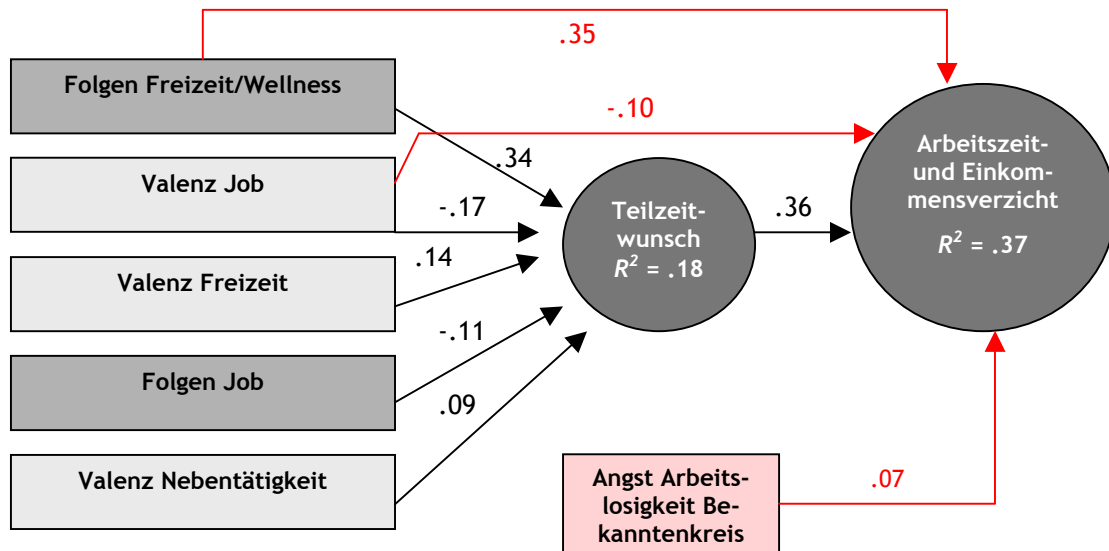 .35
Folgen Freizeit/Wellness
-.10
.34
Valenz Job
-.17
.14
Valenz Freizeit
-.11
Folgen Job
.09
Valenz Nebentätigkeit
Teilzeit-
wunsch
R² = .18
.36
Arbeitszeit-
und Einkom-
mensverzicht
R² = .37
Angst Arbeits-
losigkeit Be-
kanntenkreis
.07